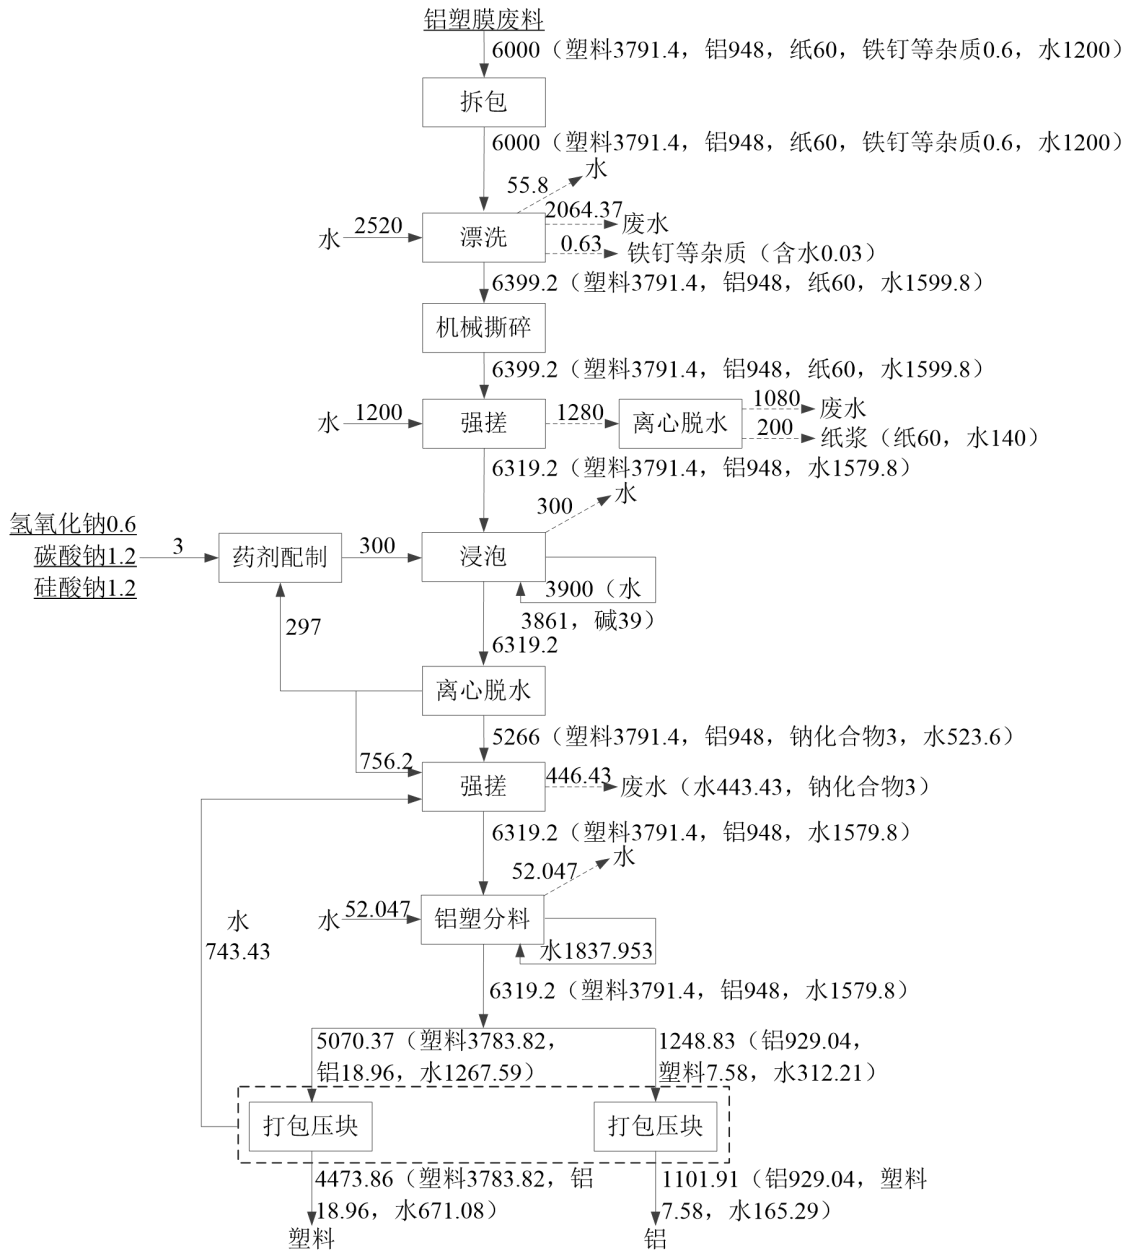 铝塑膜废料
6000（塑料3791.4，铝948，纸60，铁钉等杂质0.6，水1200）
拆包
6000（塑料3791.4，铝948，纸60，铁钉等杂质0.6，水1200）
水
55.8
2064.37
废水
水
2520
漂洗
0.63
铁钉等杂质（含水0.03）
6399.2（塑料3791.4，铝948，纸60，水1599.8）
机械撕碎
6399.2（塑料3791.4，铝948，纸60，水1599.8）
水
1200
强搓
1280
离心脱水
1080
废水
200
纸浆（纸60，水140）
6319.2（塑料3791.4，铝948，水1579.8）
300
水
氢氧化钠0.6
碳酸钠1.2
硅酸钠1.2
3
药剂配制
300
浸泡
3900（水
3861，碱39）
297
6319.2
离心脱水
5266（塑料3791.4，铝948，钠化合物3，水523.6）
756.2
强搓
446.43
废水（水443.43，钠化合物3）
6319.2（塑料3791.4，铝948，水1579.8）
52.047
水
水
52.047
铝塑分料
水1837.953
水
743.43
6319.2（塑料3791.4，铝948，水1579.8）
5070.37（塑料3783.82，
铝18.96，水1267.59）
1248.83（铝929.04，
塑料7.58，水312.21）
打包压块
打包压块
4473.86（塑料3783.82，铝
18.96，水671.08）
1101.91（铝929.04，塑料
7.58，水165.29）
塑料
铝